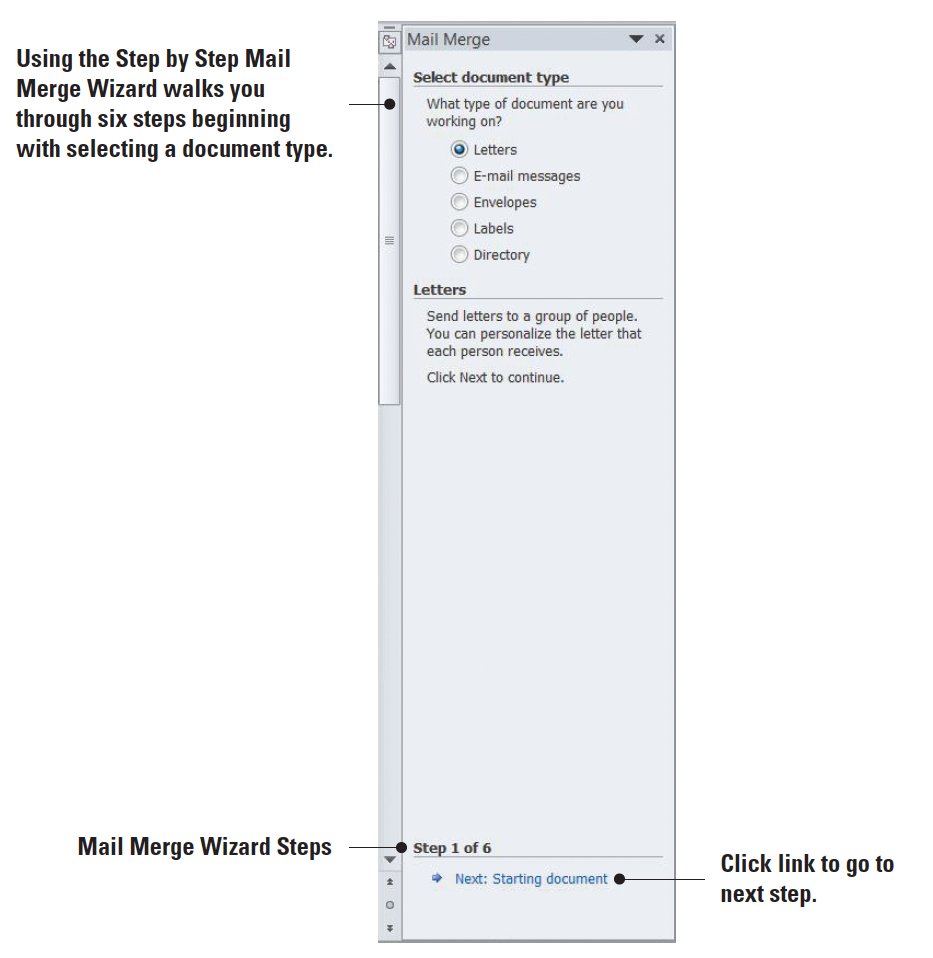 Using the Step by Step Mail
Merge Wizard walks you
through six steps beginning
with selecting a document type.
Mail Merge
Select document type
What type of document are you
working on?
Letters
E-mail messages
Envelopes
Labels
Directory
Letters
Send letters to a group of people.
You can personalize the letter that
each person receives.
Click Next to continue.
Mail Merge Wizard Steps
Step 1 of 6
Next: Starting document
Click link to go to
next step.